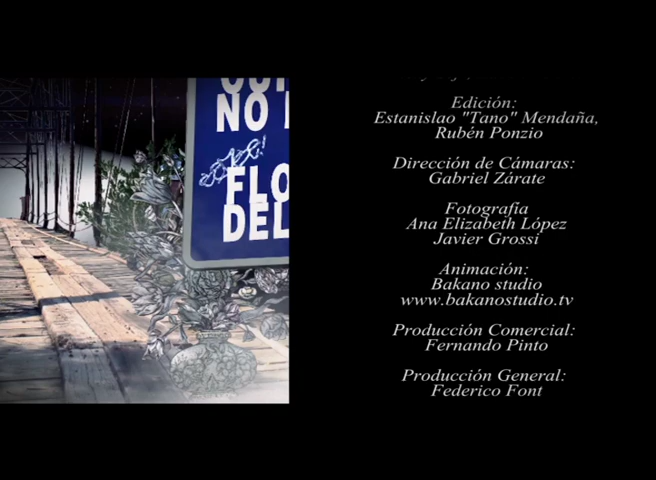 NO
FLO
DEL
Edición:
Estanislao "Tano" Mendaña,
Rubén Ponzio
Dirección de Cámaras:
Gabriel Zárate
Fotografía
Ana Elizabeth López
Javier Grossi
Animación:
Bakano studio
www.bakanostudio.tv
Producción Comercial:
Fernando Pinto
Producción General:
Federico Font